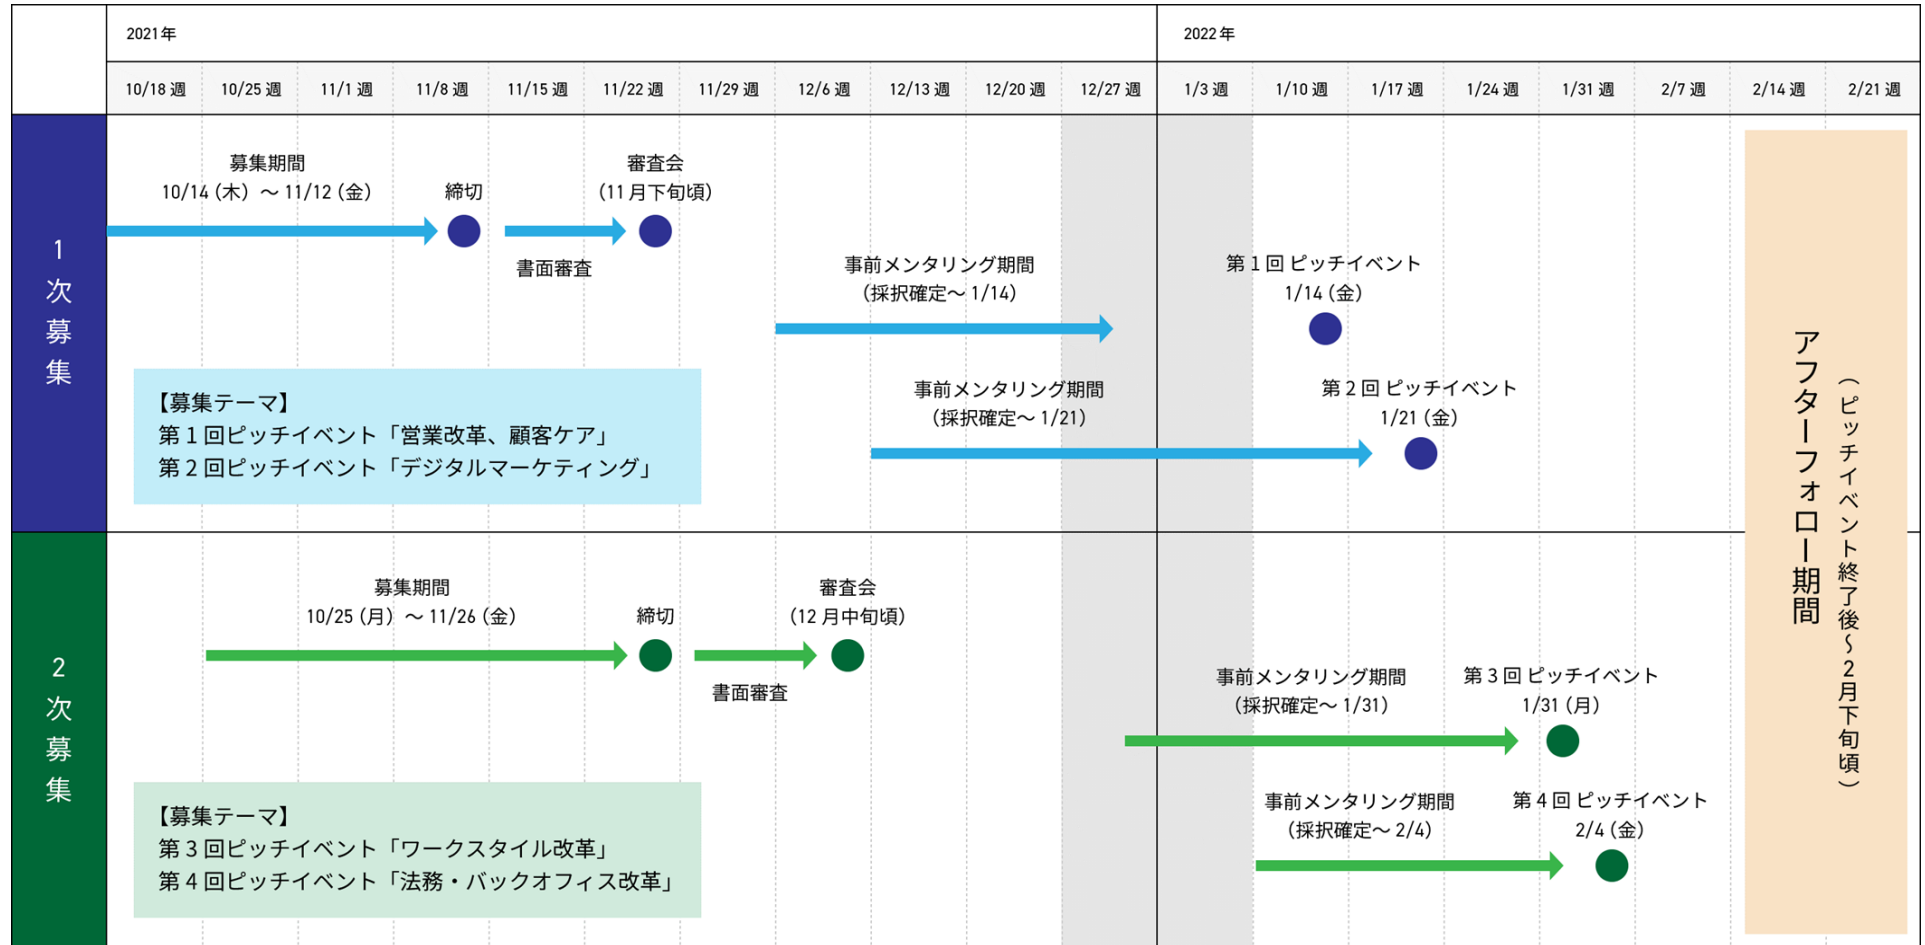 2021年
2022年
10/18 週
10/25 週
11/1 週
11/8 週
11/15 週
11/22 週
11/29 週
12/6 週
12/13 週
12/20 週
12/27 週
1/3 週
1/10 週
1/17 週
1/24 週
1/31 週
2/7 週
2/14 週
2/21 週
1次募集
募集期間
10/14（木）～11/12（金）
締切
書面審査
審査会
（11月下旬頃）
事前メンタリング期間
（採択確定～1/14）
第1回 ピッチイベント
1/14（金）
事前メンタリング期間
（採択確定～1/21）
第2回 ピッチイベント
1/21（金）
【募集テーマ】
第1回ピッチイベント「営業改革、顧客ケア」
第2回ピッチイベント「デジタルマーケティング」
2次募集
募集期間
10/25（月）～11/26（金）
締切
書面審査
審査会
（12月中旬頃）
事前メンタリング期間
（採択確定～1/31）
第3回 ピッチイベント
1/31（月）
事前メンタリング期間
（採択確定～2/4）
第4回 ピッチイベント
2/4（金）
【募集テーマ】
第3回ピッチイベント「ワークスタイル改革」
第4回ピッチイベント「法務・バックオフィス改革」
（ピッチイベント終了後～2月下旬頃）
アフターフォロー期間